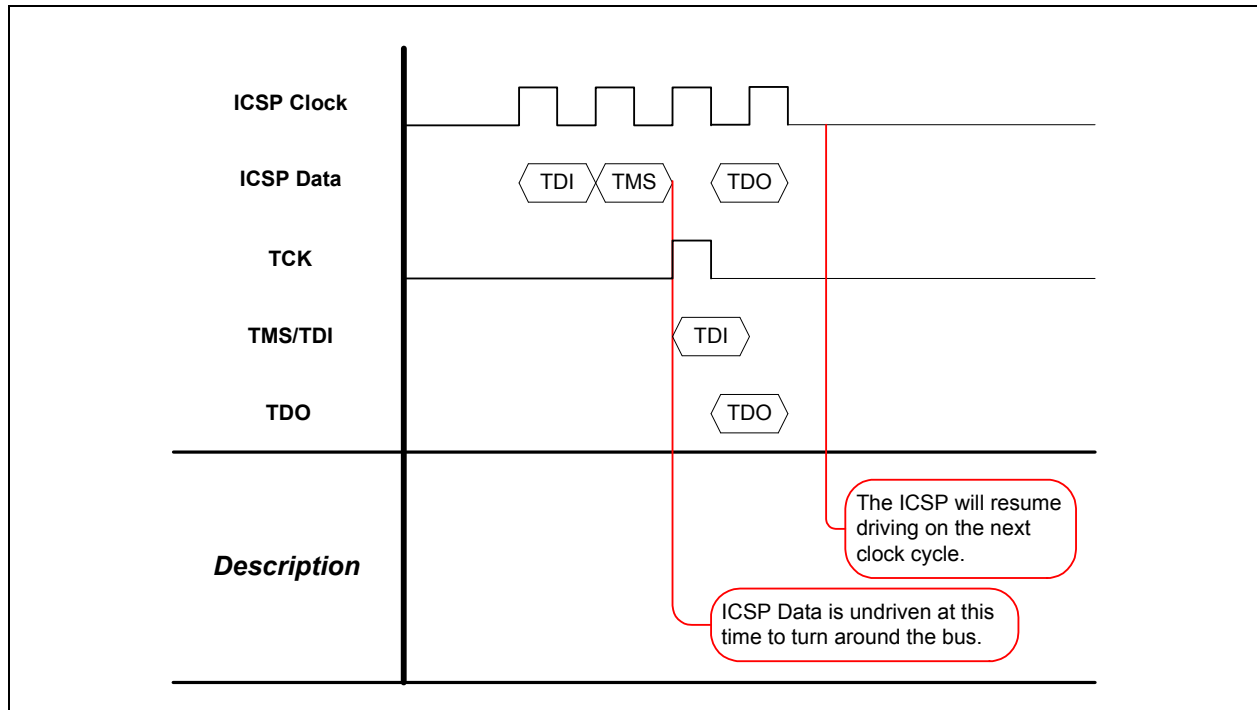 ICSP Clock
ICSP Data
TDI
TMS
TDO
TCK
TMS/TDI
TDI
TDO
TDO
Description
The ICSP will resume
driving on the next
clock cycle.
ICSP Data is undriven at this
time to turn around the bus.